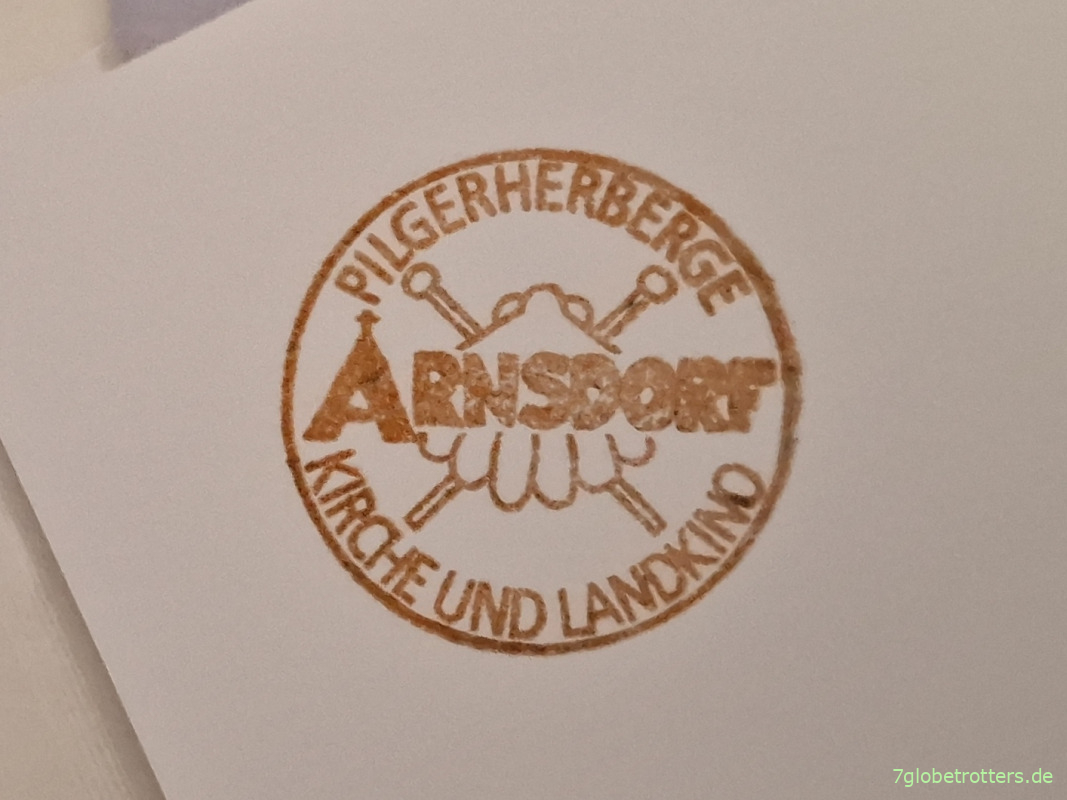 PILGERHERBERGE
ARNSDORF
KIRCHE UND LANDKINO
7globetrotters.de